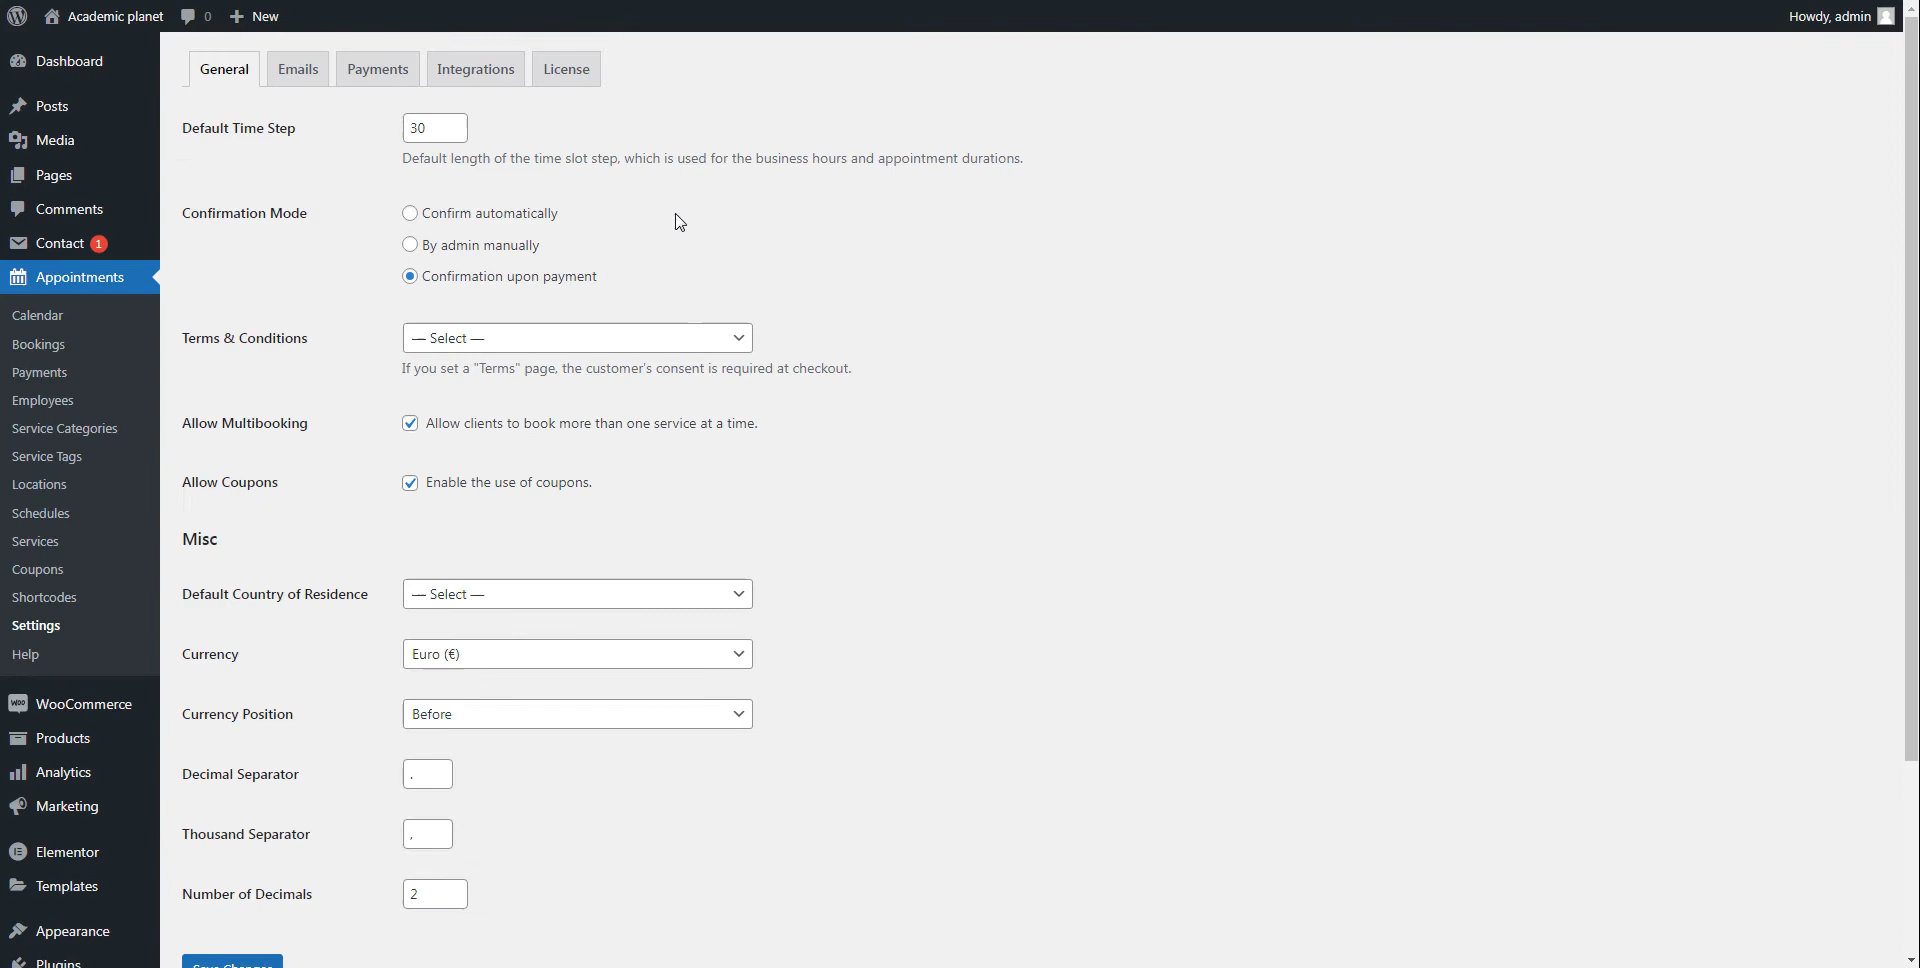 Academic planet 0 New Howdy, admin
Dashboard
Posts
Media
Pages
Comments
Contact 1
Appointments
Calendar
Bookings
Payments
Employees
Service Categories
Service Tags
Locations
Schedules
Services
Coupons
Shortcodes
Settings
Help
WooCommerce
Products
Analytics
Marketing
Elementor
Templates
Appearance
Plugins
General Emails Payments Integrations License
Default Time Step 30
Default length of the time slot step, which is used for the business hours and appointment durations.
Confirmation Mode Confirm automatically
By admin manually
Confirmation upon payment
Terms & Conditions — Select —
If you set a "Terms" page, the customer's consent is required at checkout.
Allow Multibooking Allow clients to book more than one service at a time.
Allow Coupons Enable the use of coupons.
Misc
Default Country of Residence — Select —
Currency Euro (€)
Currency Position Before
Decimal Separator .
Thousand Separator ,
Number of Decimals 2
Save Changes